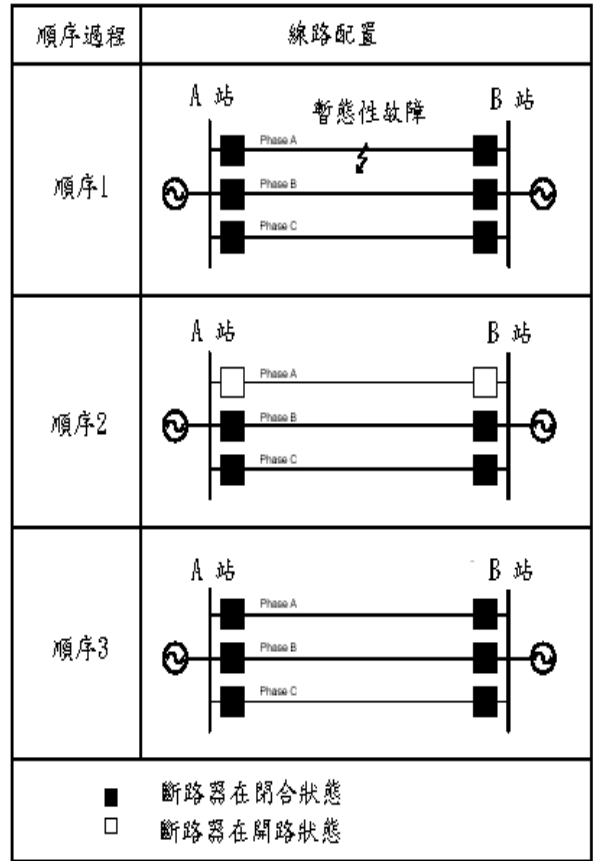 順序過程 線路配置
A 站 B 站
暫態性故障
Phase A
順序1
Phase B
Phase C
A 站 B 站
Phase A
順序2
Phase B
Phase C
A 站 B 站
Phase A
順序3
Phase B
Phase C
斷路器在閉合狀態
斷路器在開路狀態